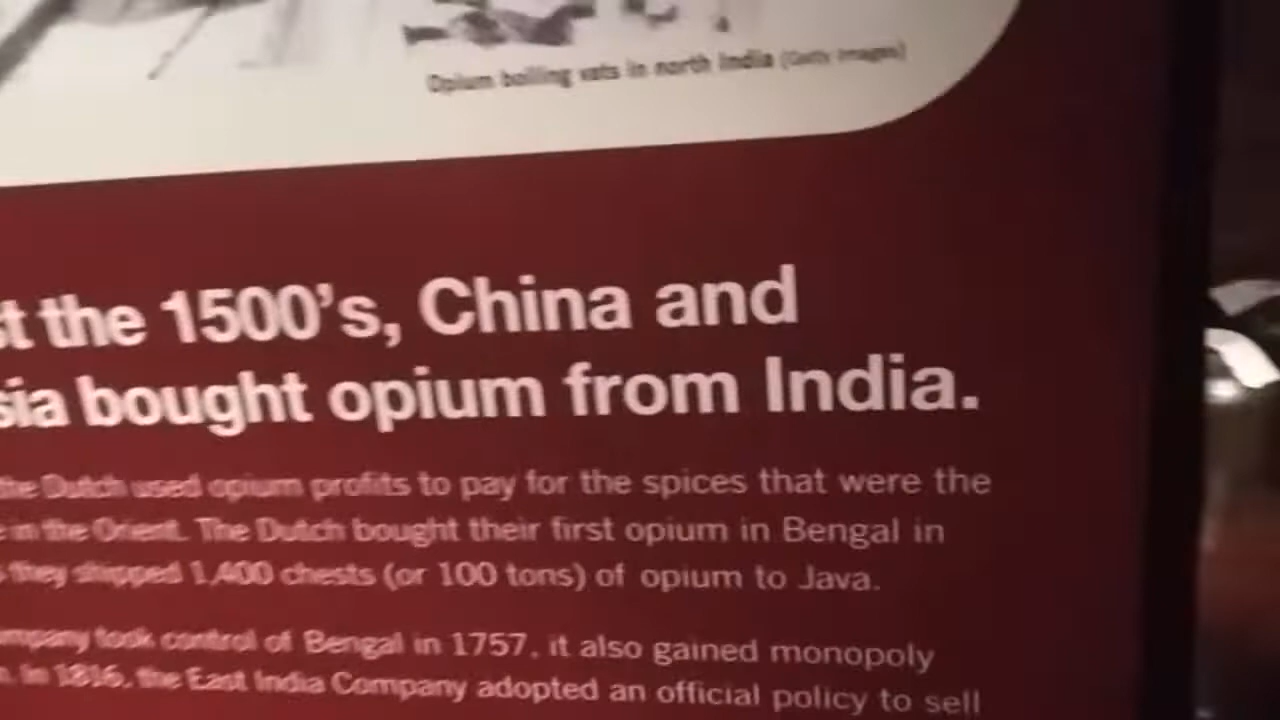 Opium boiling vats in north India (Getty Images)
st the 1500's, China and
sia bought opium from India.
the Dutch used opium profits to pay for the spices that were the
e in the Orient. The Dutch bought their first opium in Bengal in
s they shipped 1,400 chests (or 100 tons) of opium to Java.
ompany took control of Bengal in 1757, it also gained monopoly
n. In 1816, the East India Company adopted an official policy to sell